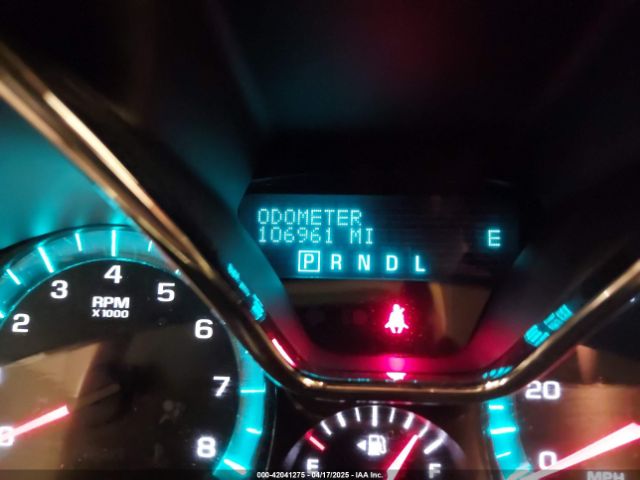 ODOMETER
106961 MI
E
P R N D L
2 3 4 5 6 7 8
RPM
X1000
20
0
E F
MPH
000-42041275 - 04/17/2025 - IAA Inc.